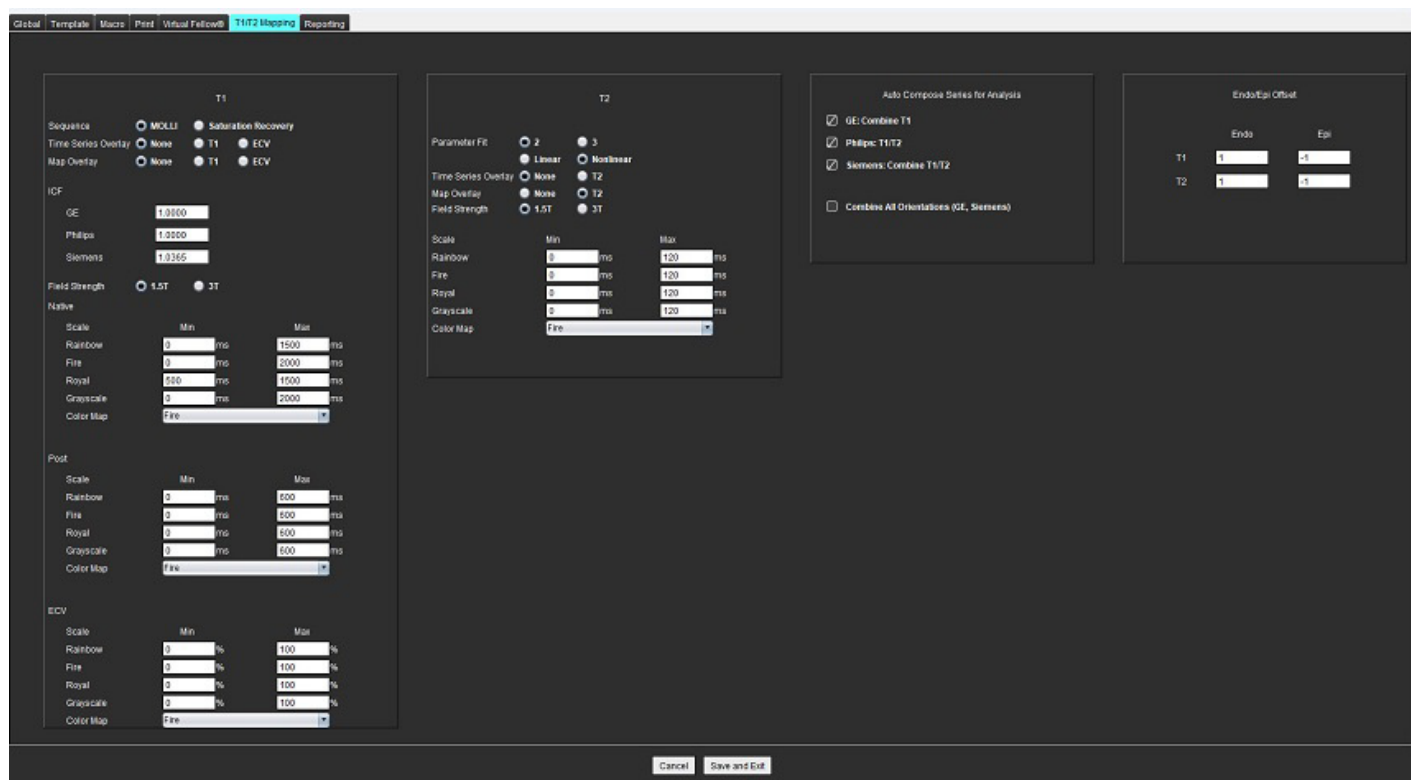 Global Template Macro Print Virtual Fellow® T1/T2 Mapping Reporting
T1
Sequence MOLLI Saturation Recovery
Time Series Overlay None T1 ECV
Map Overlay None T1 ECV
ICF
GE 1.0000
Philips 1.0000
Siemens 1.0365
Field Strength 1.5T 3T
Native
Scale Min Max
Rainbow 0 ms 1500 ms
Fire 0 ms 2000 ms
Royal 500 ms 1500 ms
Grayscale 0 ms 2000 ms
Color Map Fire
Post
Scale Min Max
Rainbow 0 ms 600 ms
Fire 0 ms 600 ms
Royal 0 ms 600 ms
Grayscale 0 ms 600 ms
Color Map Fire
ECV
Scale Min Max
Rainbow 0 % 100 %
Fire 0 % 100 %
Royal 0 % 100 %
Grayscale 0 % 100 %
Color Map Fire
T2
Parameter Fit 2 3
Linear Nonlinear
Time Series Overlay None T2
Map Overlay None T2
Field Strength 1.5T 3T
Scale Min Max
Rainbow 0 ms 120 ms
Fire 0 ms 120 ms
Royal 0 ms 120 ms
Grayscale 0 ms 120 ms
Color Map Fire
Auto Compose Series for Analysis
GE: Combine T1
Philips: T1/T2
Siemens: Combine T1/T2
Combine All Orientations (GE, Siemens)
Endo/Epi Offset
Endo Epi
T1 1 -1
T2 1 -1
Cancel Save and Exit